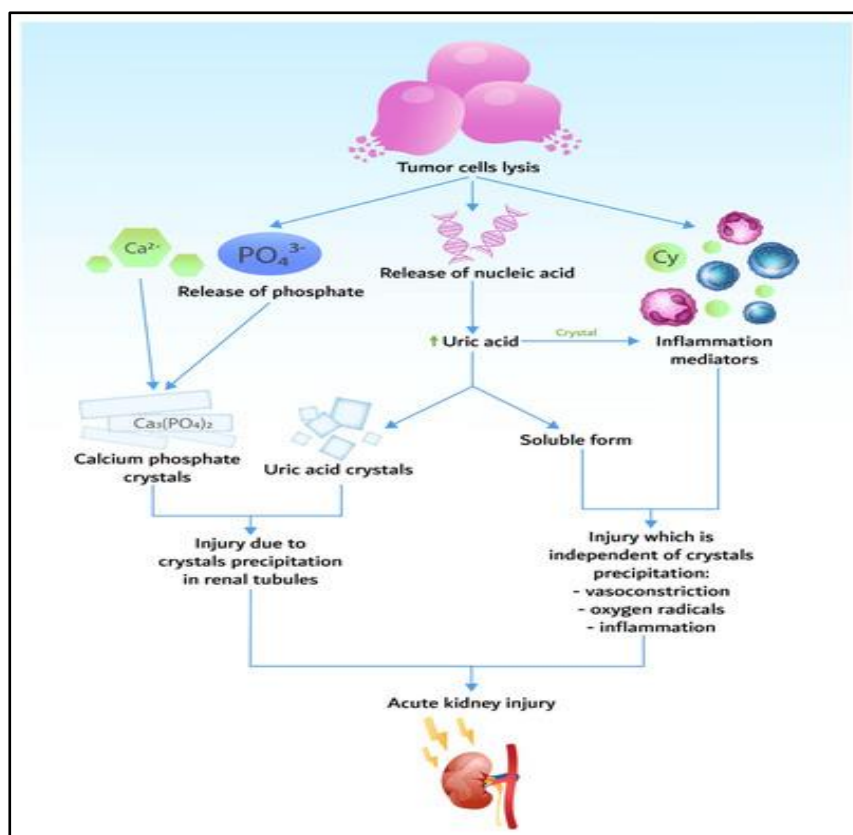 Tumor cells lysis
Ca²⁻
PO₄³⁻
Release of phosphate
Release of nucleic acid
Cy
↑ Uric acid
Crystal
Inflammation
mediators
Ca₃(PO₄)₂
Calcium phosphate
crystals
Uric acid crystals
Soluble form
Injury due to
crystals precipitation
in renal tubules
Injury which is
independent of crystals
precipitation:
- vasoconstriction
- oxygen radicals
- inflammation
Acute kidney injury